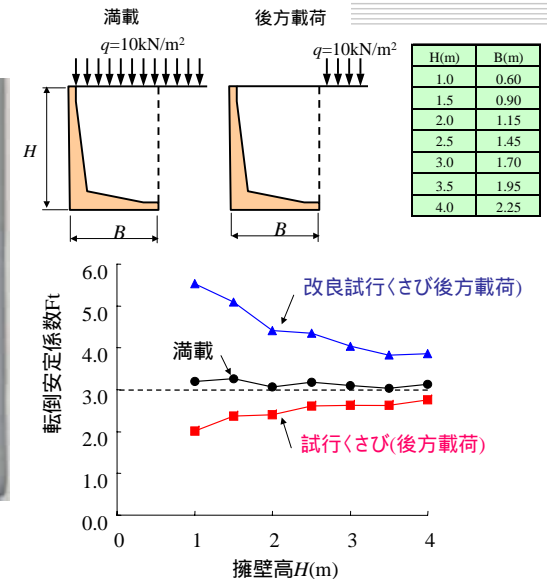 満載
後方載荷
q=10kN/m²
q=10kN/m²
H
B
B
H(m) B(m)
1.0 0.60
1.5 0.90
2.0 1.15
2.5 1.45
3.0 1.70
3.5 1.95
4.0 2.25
転倒安定係数Ft
6.0
5.0
4.0
3.0
2.0
1.0
0.0
改良試行くさび後方載荷)
満載
試行くさび(後方載荷)
0 1 2 3 4
擁壁高H(m)